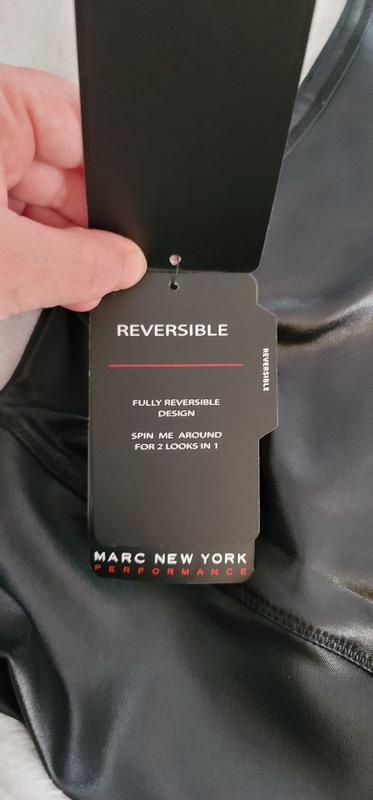 REVERSIBLE
REVERSIBLE
FULLY REVERSIBLE
DESIGN
SPIN ME AROUND
FOR 2 LOOKS IN 1
MARC NEW YORK
PERFORMANCE